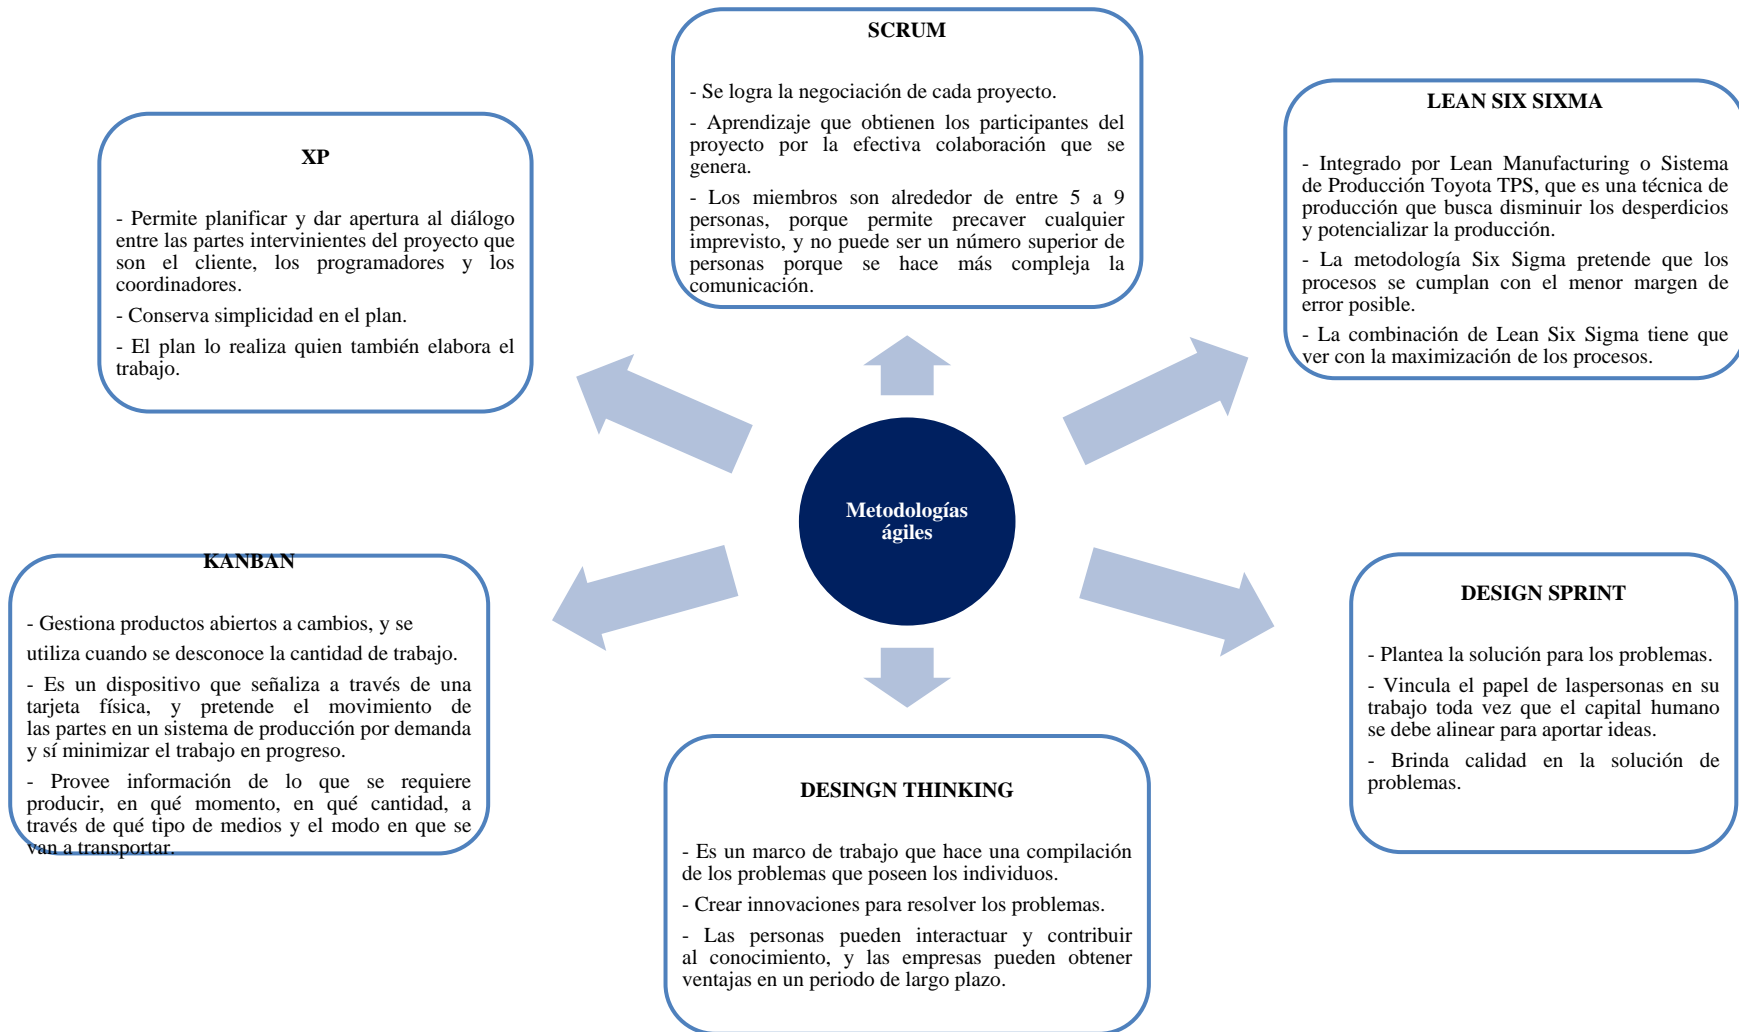 SCRUM
- Se logra la negociación de cada proyecto.
- Aprendizaje que obtienen los participantes del
proyecto por la efectiva colaboración que se
genera.
- Los miembros son alrededor de entre 5 a 9
personas, porque permite precaver cualquier
imprevisto, y no puede ser un número superior de
personas porque se hace más compleja la
comunicación.
LEAN SIX SIXMA
- Integrado por Lean Manufacturing o Sistema
de Producción Toyota TPS, que es una técnica de
producción que busca disminuir los desperdicios
y potencializar la producción.
- La metodología Six Sigma pretende que los
procesos se cumplan con el menor margen de
error posible.
- La combinación de Lean Six Sigma tiene que
ver con la maximización de los procesos.
XP
- Permite planificar y dar apertura al diálogo
entre las partes intervinientes del proyecto que
son el cliente, los programadores y los
coordinadores.
- Conserva simplicidad en el plan.
- El plan lo realiza quien también elabora el
trabajo.
Metodologías
ágiles
KANBAN
- Gestiona productos abiertos a cambios, y se
utiliza cuando se desconoce la cantidad de trabajo.
- Es un dispositivo que señaliza a través de una
tarjeta física, y pretende el movimiento de
las partes en un sistema de producción por demanda
y sí minimizar el trabajo en progreso.
- Provee información de lo que se requiere
producir, en qué momento, en qué cantidad, a
través de qué tipo de medios y el modo en que se
van a transportar.
DESIGN SPRINT
- Plantea la solución para los problemas.
- Vincula el papel de laspersonas en su
trabajo toda vez que el capital humano
se debe alinear para aportar ideas.
- Brinda calidad en la solución de
problemas.
DESINGN THINKING
- Es un marco de trabajo que hace una compilación
de los problemas que poseen los individuos.
- Crear innovaciones para resolver los problemas.
- Las personas pueden interactuar y contribuir
al conocimiento, y las empresas pueden obtener
ventajas en un periodo de largo plazo.